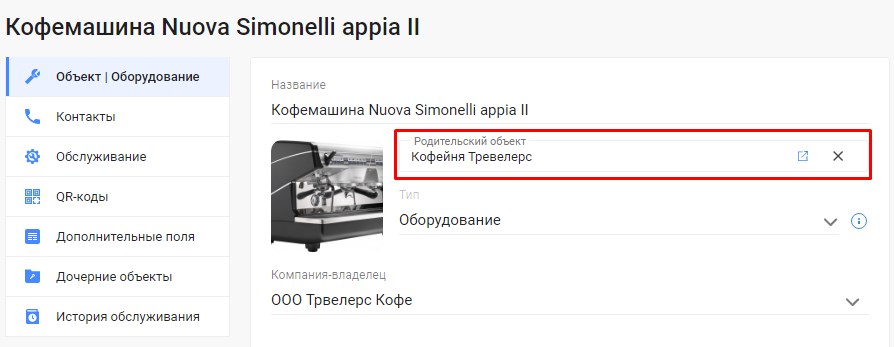 Кофемашина Nuova Simonelli appia II
Объект | Оборудование
Контакты
Обслуживание
QR-коды
Дополнительные поля
Дочерние объекты
История обслуживания
Название
Кофемашина Nuova Simonelli appia II
Родительский объект
Кофейня Тревелерс
Тип
Оборудование
Компания-владелец
ООО Трвелерс Кофе